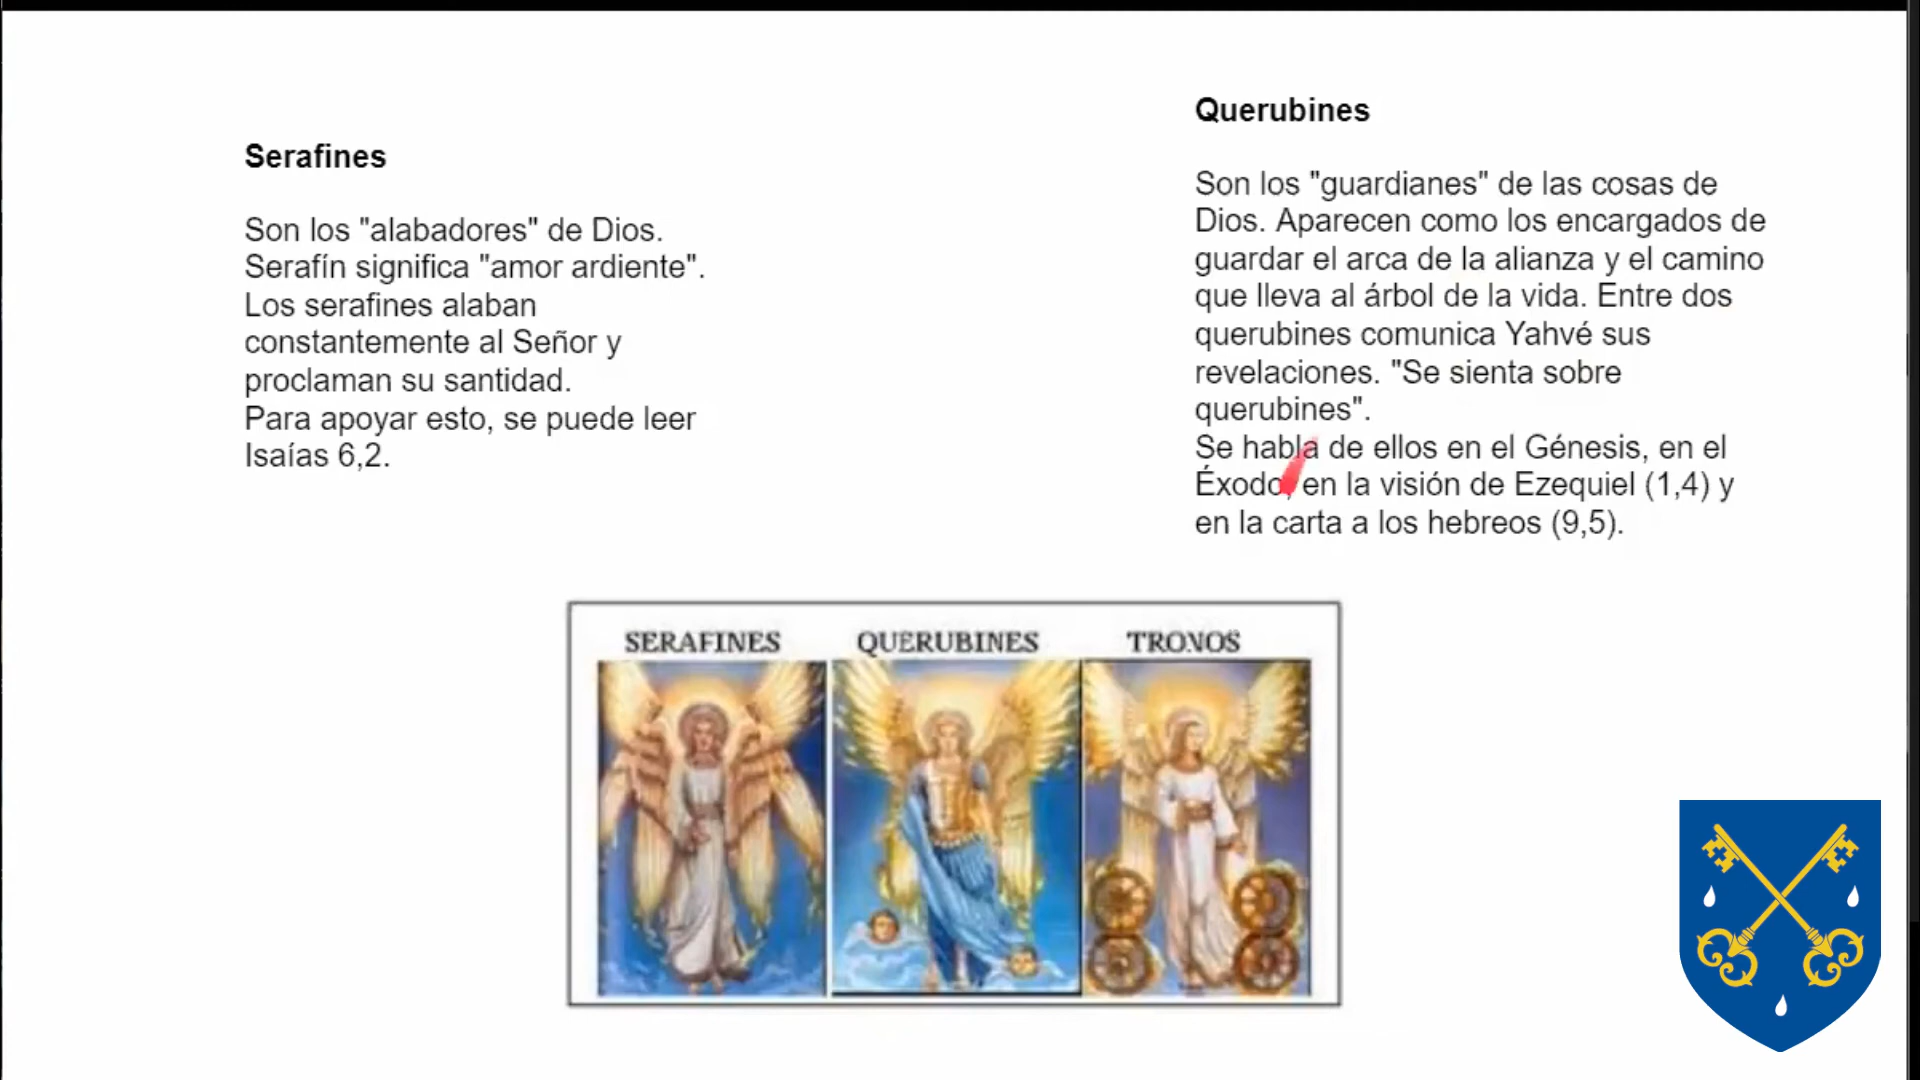 Serafines
Son los "alabadores" de Dios.
Serafín significa "amor ardiente".
Los serafines alaban
constantemente al Señor y
proclaman su santidad.
Para apoyar esto, se puede leer
Isaías 6,2.
Querubines
Son los "guardianes" de las cosas de
Dios. Aparecen como los encargados de
guardar el arca de la alianza y el camino
que lleva al árbol de la vida. Entre dos
querubines comunica Yahvé sus
revelaciones. "Se sienta sobre
querubines".
Se habla de ellos en el Génesis, en el
Éxodo, en la visión de Ezequiel (1,4) y
en la carta a los hebreos (9,5).
SERAFINES QUERUBINES TRONOS